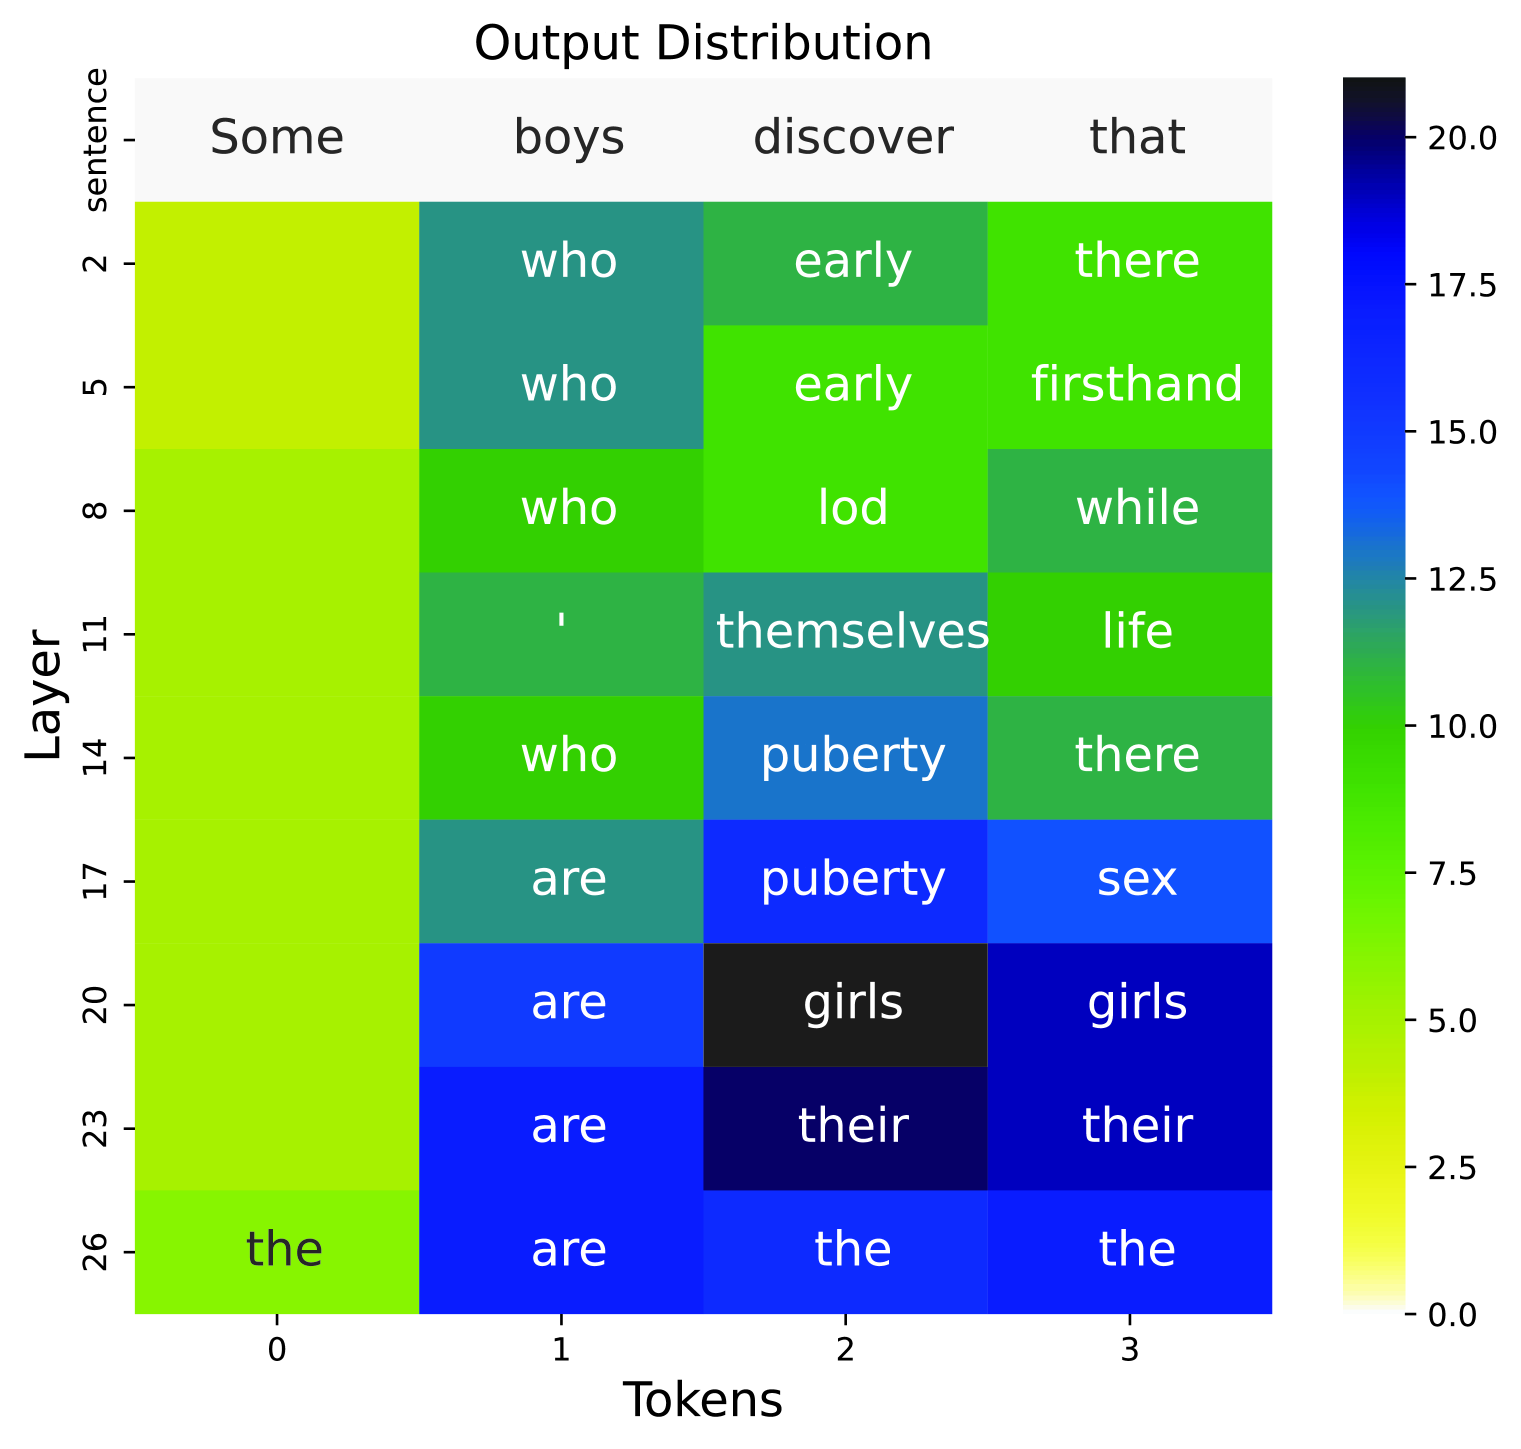 Output Distribution
sentence Some boys discover that
2 who early there
5 who early firsthand
8 who lod while
11 ' themselves life
14 who puberty there
17 are puberty sex
20 are girls girls
23 are their their
26 the are the the
Layer
0 1 2 3
Tokens
20.0
17.5
15.0
12.5
10.0
7.5
5.0
2.5
0.0